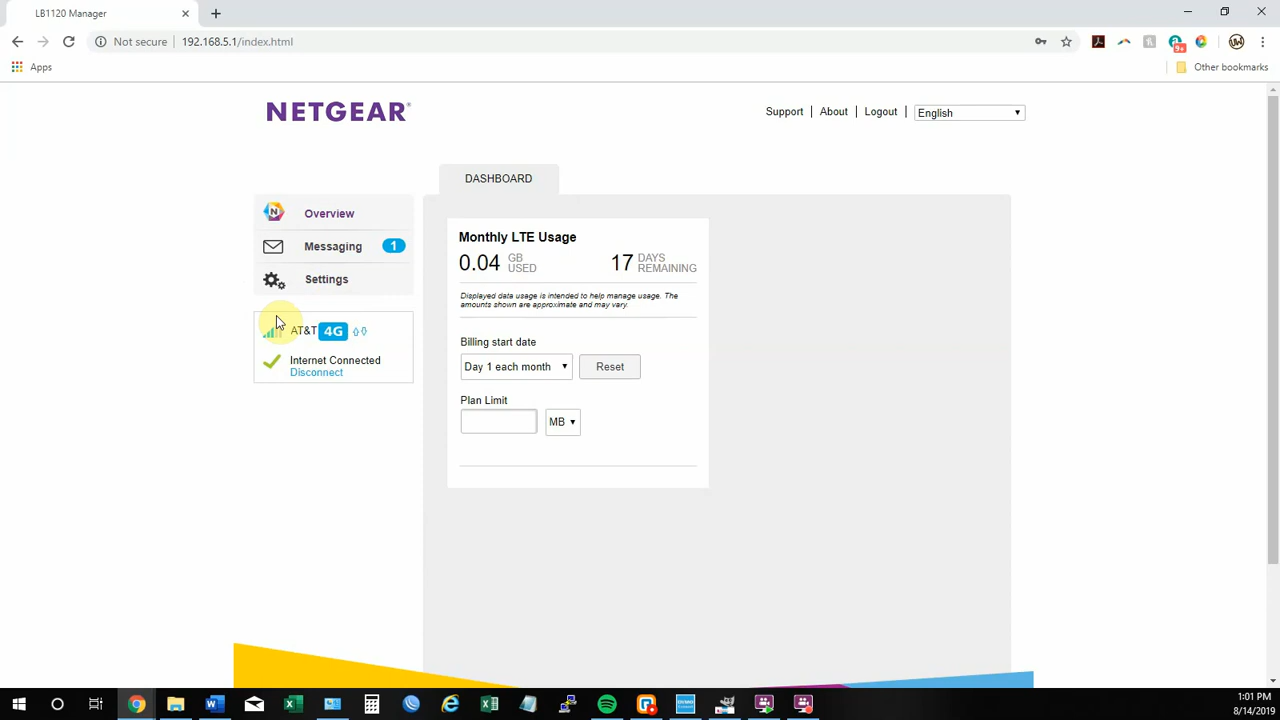 LB1120 Manager
Not secure
192.168.5.1/index.html
9+
UW
Apps
Other bookmarks
NETGEAR®
Support
About
Logout
English
DASHBOARD
N
Overview
Messaging
1
Settings
AT&T 4G
Internet Connected
Disconnect
Monthly LTE Usage
0.04 GB USED
17 DAYS REMAINING
Displayed data usage is intended to help manage usage. The
amounts shown are approximate and may vary.
Billing start date
Day 1 each month
Reset
Plan Limit
MB
1:01 PM
8/14/2019